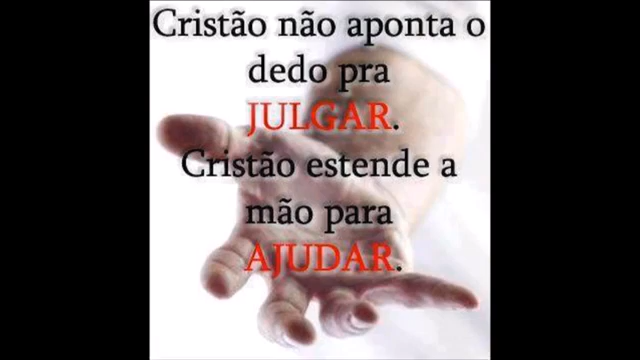 Cristão não aponta o
dedo pra
JULGAR.
Cristão estende a
mão para
AJUDAR.